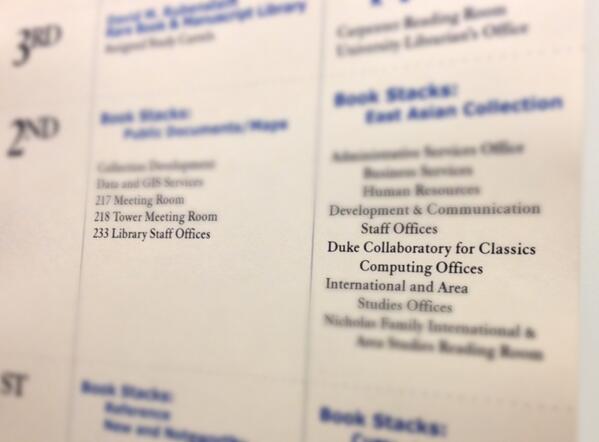 3RD
David M. Rubenstein
Rare Book & Manuscript Library
Assigned Study Carrels
Carpenter Reading Room
University Librarian's Office
2ND
Book Stacks:
Public Documents/Maps
Collection Development
Data and GIS Services
217 Meeting Room
218 Tower Meeting Room
233 Library Staff Offices
Book Stacks:
East Asian Collection
Administrative Services Office
Business Services
Human Resources
Development & Communication
Staff Offices
Duke Collaboratory for Classics
Computing Offices
International and Area
Studies Offices
Nicholas Family International &
Area Studies Reading Room
ST
Book Stacks:
Reference
New and Noteworthy
Book Stacks: